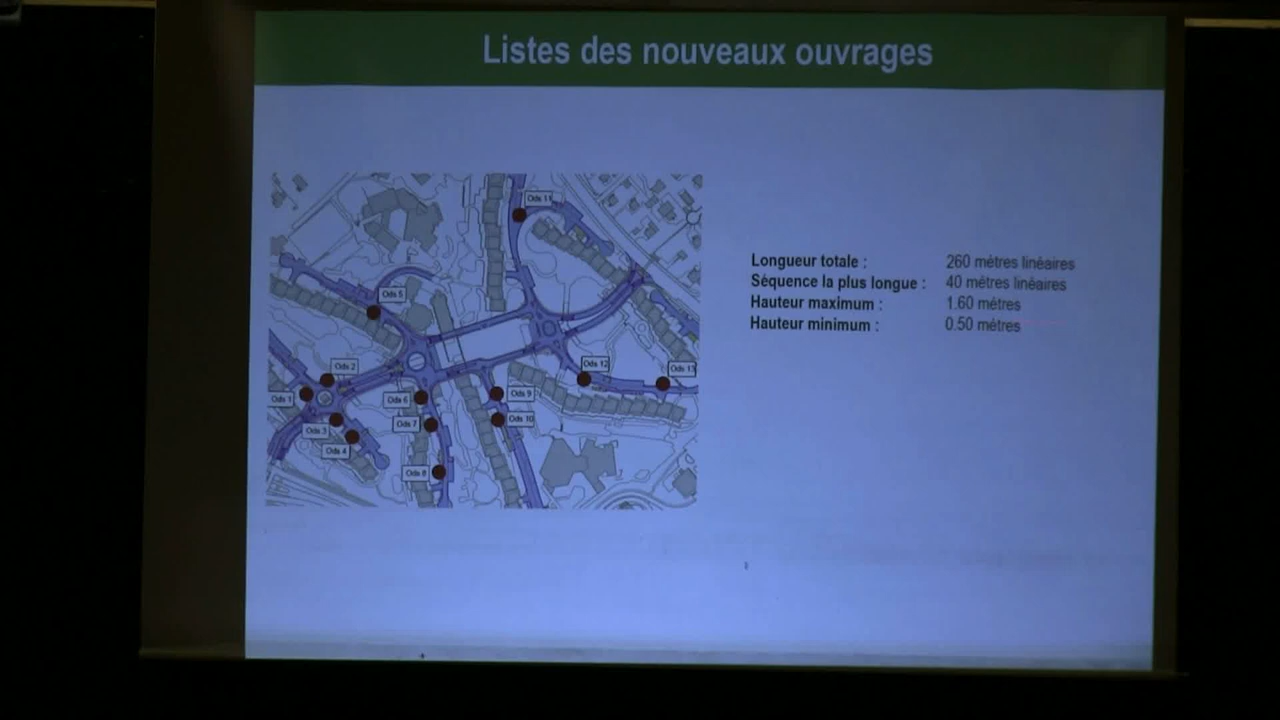 Listes des nouveaux ouvrages
Ods 11
Ods 5
Ods 2
Ods 12
Ods 13
Ods 1
Ods 6
Ods 9
Ods 3
Ods 7
Ods 10
Ods 4
Ods 8
Longueur totale : 260 mètres linéaires
Séquence la plus longue : 40 mètres linéaires
Hauteur maximum : 1.60 mètres
Hauteur minimum : 0.50 mètres